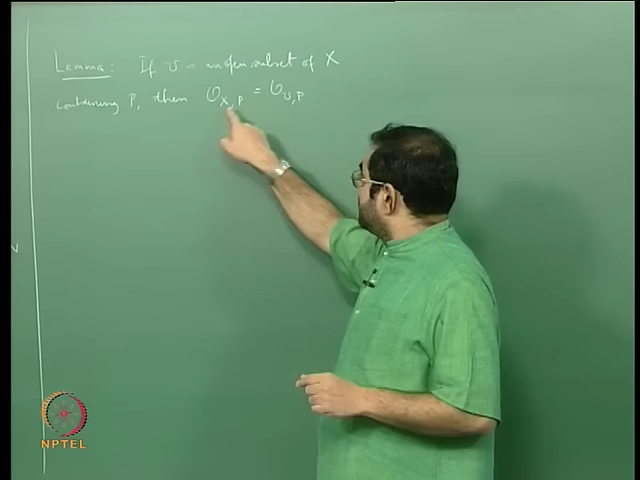 Lemma: If U is an open subset of X
containing P, then O_{X,P} = O_{U,P}
NPTEL